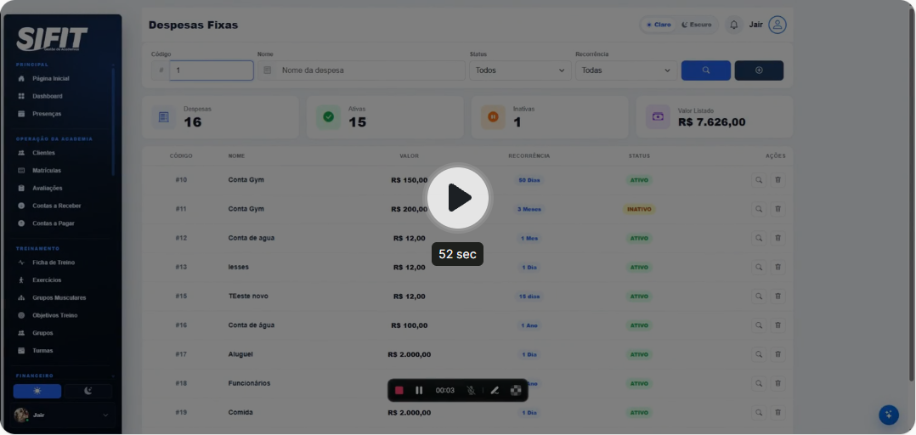 SIFIT
Despesas Fixas
Claro
Escuro
Jair
PRINCIPAL
Página Inicial
Dashboard
Presenças
OPERAÇÃO DA ACADEMIA
Clientes
Matrículas
Avaliações
Contas a Receber
Contas a Pagar
TREINAMENTO
Ficha de Treino
Exercícios
Grupos Musculares
Objetivos Treino
Grupos
Turmas
FINANCEIRO
Jair
Código
Nome
Status
Recorrência
# 1
Nome da despesa
Todos
Todas
Despesas
16
Ativas
15
Inativas
1
Valor Listado
R$ 7.626,00
CÓDIGO NOME VALOR RECORRÊNCIA STATUS AÇÕES
#10 Conta Gym R$ 150,00 Dias ATIVO
#11 Conta Gym R$ 200,00 3 Meses INATIVO
#12 Conta de agua R$ 12,00 1 Mes ATIVO
52 sec
#13 lesses R$ 12,00 1 Dia ATIVO
#15 TEeste novo R$ 12,00 15 dias ATIVO
#16 Conta de água R$ 100,00 1 Ano ATIVO
#17 Aluguel R$ 2.000,00 1 Dia ATIVO
#18 Funcionários ATIVO
00:03
#19 Comida R$ 2.000,00 1 Dia ATIVO